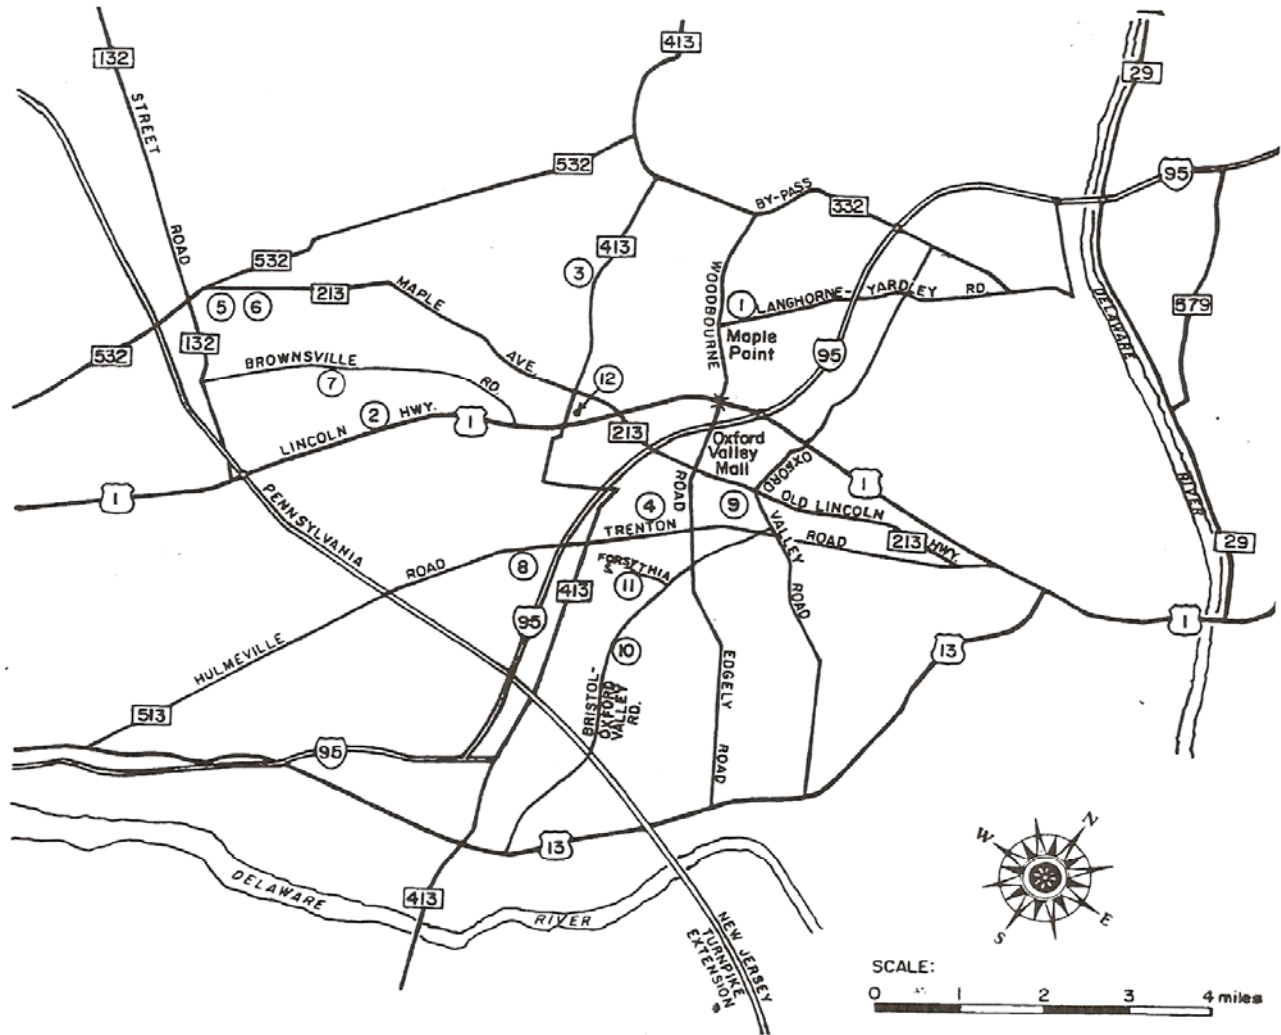 413
132
29
STREET
532
95
BY-PASS
332
ROAD
413
532
3
WOODBOURNE
5
6
213
MAPLE
1
LANGHORNE-YARDLEY RD.
DELAWARE
579
132
532
Maple
Point
95
BROWNSVILLE
RD.
AVE.
7
12
2
LINCOLN
HWY.
1
213
Oxford
Valley
Mall
OXFORD
1
1
PENNSYLVANIA
ROAD
4
9
OLD LINCOLN
HWY.
213
RIVER
TRENTON
ROAD
VALLEY
ROAD
29
ROAD
8
FORSYTHIA
11
413
95
1
13
HULMEVILLE
10
EDGELY
ROAD
BRISTOL-
OXFORD
VALLEY
RD.
513
95
13
DELAWARE
RIVER
413
NEW JERSEY
TURNPIKE
EXTENSION
N
W
E
S
SCALE:
0 1 2 3 4 miles